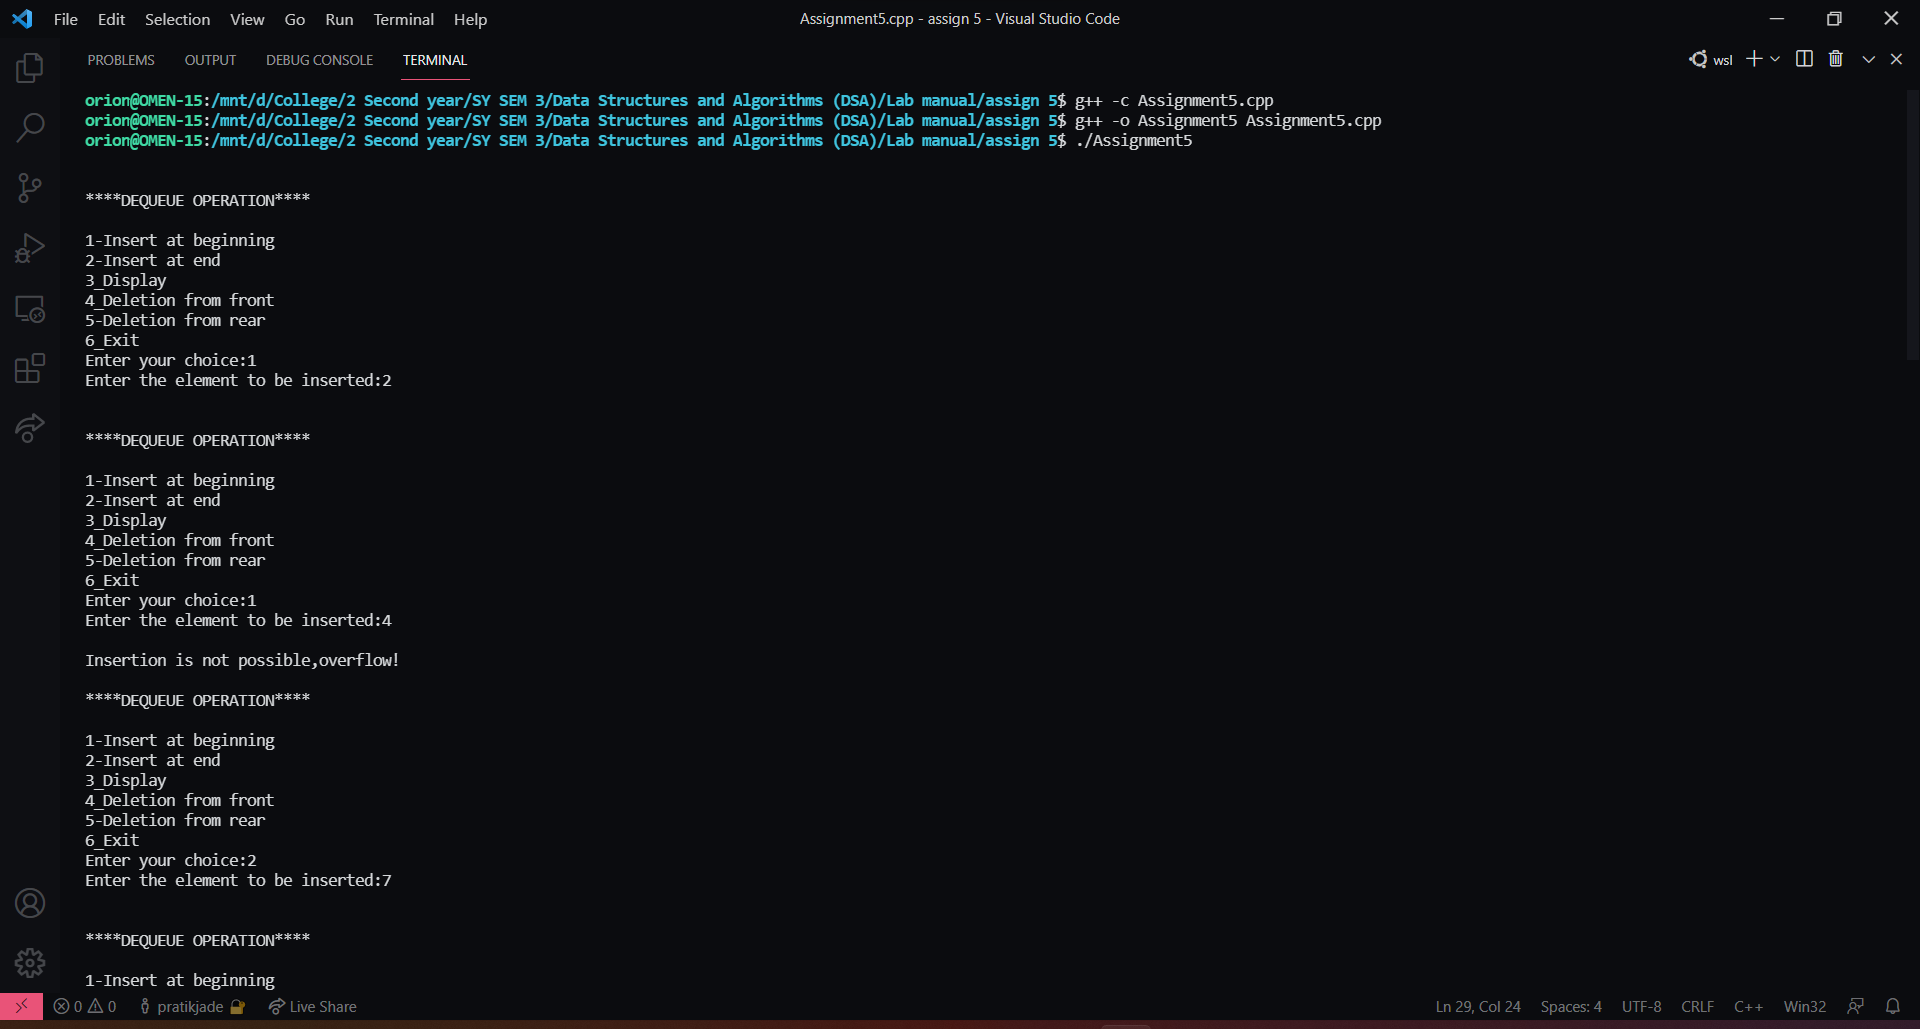 File Edit Selection View Go Run Terminal Help
Assignment5.cpp - assign 5 - Visual Studio Code
PROBLEMS OUTPUT DEBUG CONSOLE TERMINAL
wsl
orion@OMEN-15:/mnt/d/College/2 Second year/SY SEM 3/Data Structures and Algorithms (DSA)/Lab manual/assign 5$ g++ -c Assignment5.cpp
orion@OMEN-15:/mnt/d/College/2 Second year/SY SEM 3/Data Structures and Algorithms (DSA)/Lab manual/assign 5$ g++ -o Assignment5 Assignment5.cpp
orion@OMEN-15:/mnt/d/College/2 Second year/SY SEM 3/Data Structures and Algorithms (DSA)/Lab manual/assign 5$ ./Assignment5
****DEQUEUE OPERATION****
1-Insert at beginning
2-Insert at end
3_Display
4_Deletion from front
5-Deletion from rear
6_Exit
Enter your choice:1
Enter the element to be inserted:2
****DEQUEUE OPERATION****
1-Insert at beginning
2-Insert at end
3_Display
4_Deletion from front
5-Deletion from rear
6_Exit
Enter your choice:1
Enter the element to be inserted:4
Insertion is not possible,overflow!
****DEQUEUE OPERATION****
1-Insert at beginning
2-Insert at end
3_Display
4_Deletion from front
5-Deletion from rear
6_Exit
Enter your choice:2
Enter the element to be inserted:7
****DEQUEUE OPERATION****
1-Insert at beginning
0 0 pratikjade Live Share
Ln 29, Col 24 Spaces: 4 UTF-8 CRLF C++ Win32